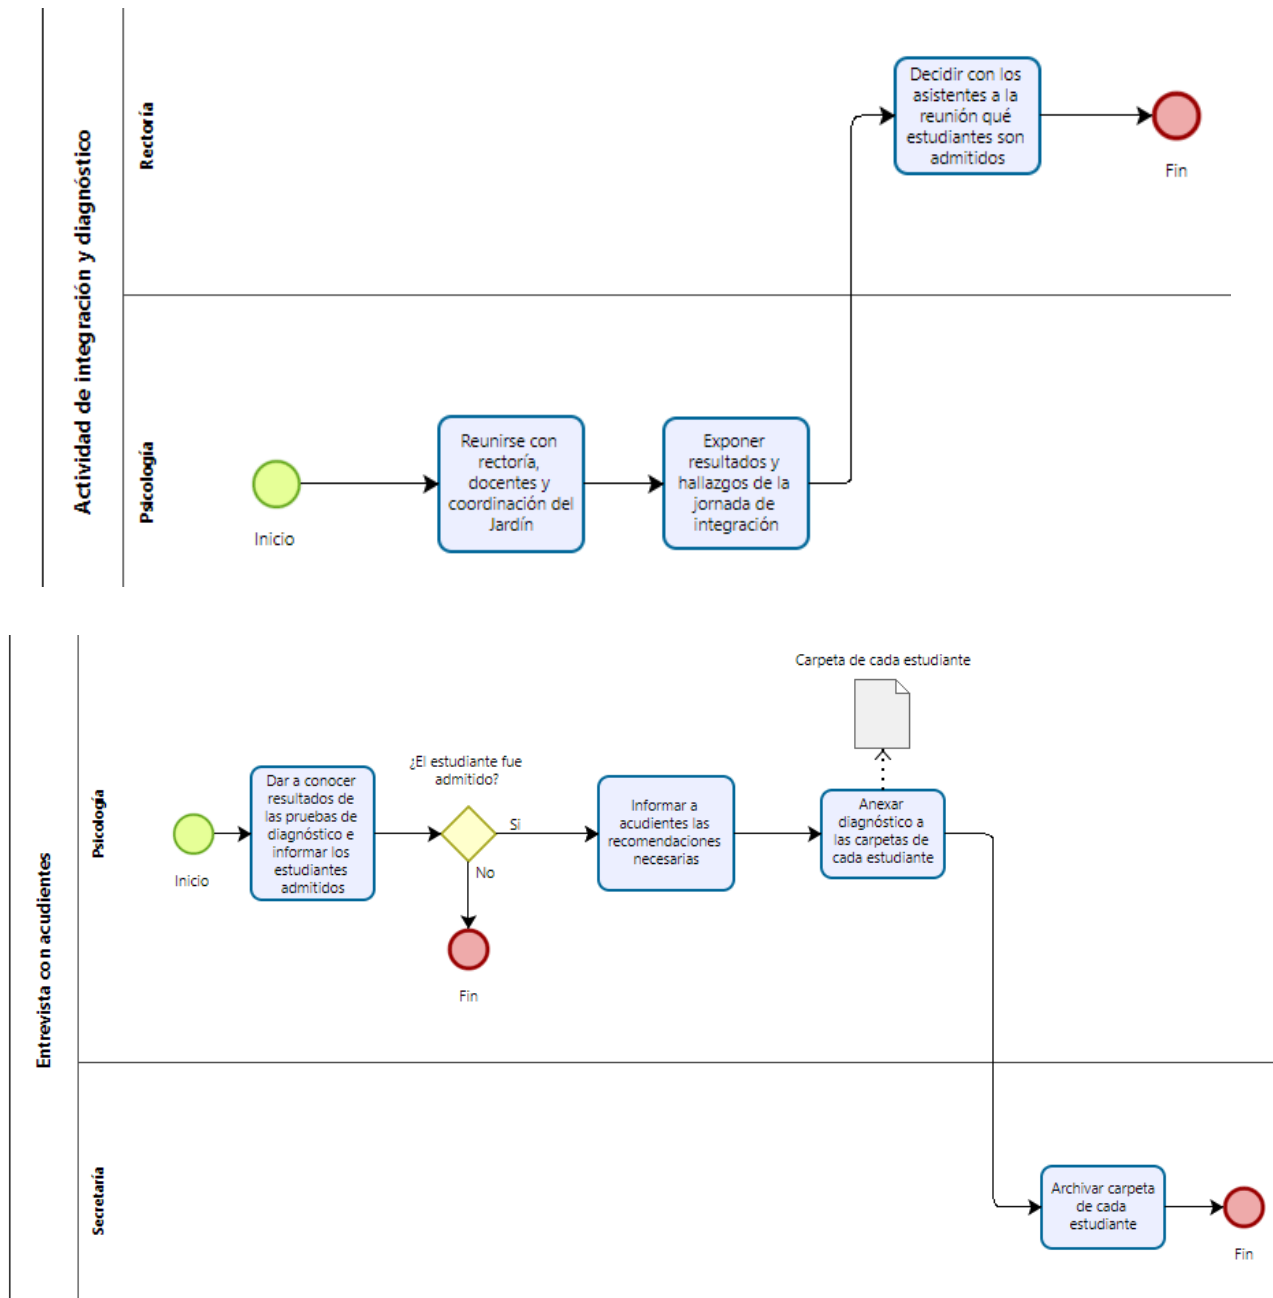 Actividad de integración y diagnóstico
Rectoría
Decidir con los
asistentes a la
reunión qué
estudiantes son
admitidos
Fin
Psicología
Inicio
Reunirse con
rectoría,
docentes y
coordinación del
Jardín
Exponer
resultados y
hallazgos de la
jornada de
integración
Entrevista con acudientes
Psicología
Inicio
Dar a conocer
resultados de
las pruebas de
diagnóstico e
informar los
estudiantes
admitidos
¿El estudiante fue
admitido?
Si
No
Fin
Informar a
acudientes las
recomendaciones
necesarias
Carpeta de cada estudiante
Anexar
diagnóstico a
las carpetas de
cada estudiante
Secretaría
Archivar carpeta
de cada
estudiante
Fin